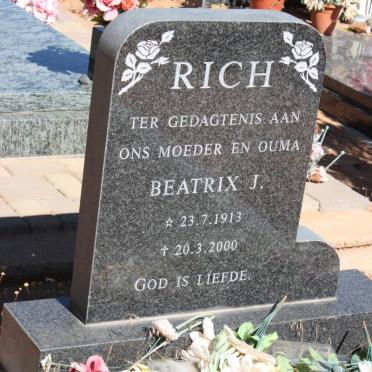 RICH
TER GEDAGTENIS AAN
ONS MOEDER EN OUMA
BEATRIX J.
☆ 23.7.1913
† 20.3.2000
GOD IS LIEFDE.